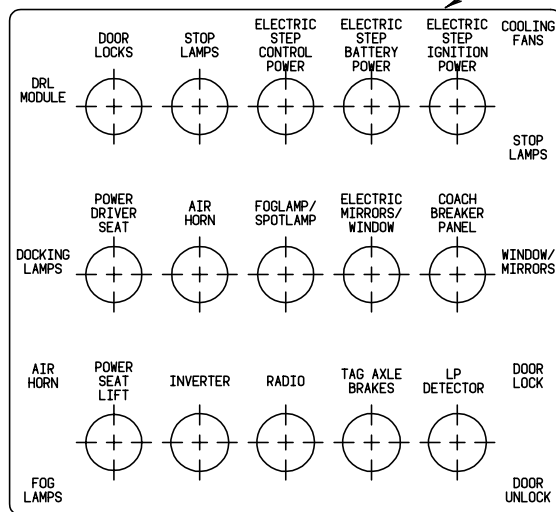 DOOR
LOCKS
STOP
LAMPS
ELECTRIC
STEP
CONTROL
POWER
ELECTRIC
STEP
BATTERY
POWER
ELECTRIC
STEP
IGNITION
POWER
COOLING
FANS
DRL
MODULE
STOP
LAMPS
POWER
DRIVER
SEAT
AIR
HORN
FOGLAMP/
SPOTLAMP
ELECTRIC
MIRRORS/
WINDOW
COACH
BREAKER
PANEL
DOCKING
LAMPS
WINDOW/
MIRRORS
AIR
HORN
POWER
SEAT
LIFT
INVERTER
RADIO
TAG AXLE
BRAKES
LP
DETECTOR
DOOR
LOCK
FOG
LAMPS
DOOR
UNLOCK